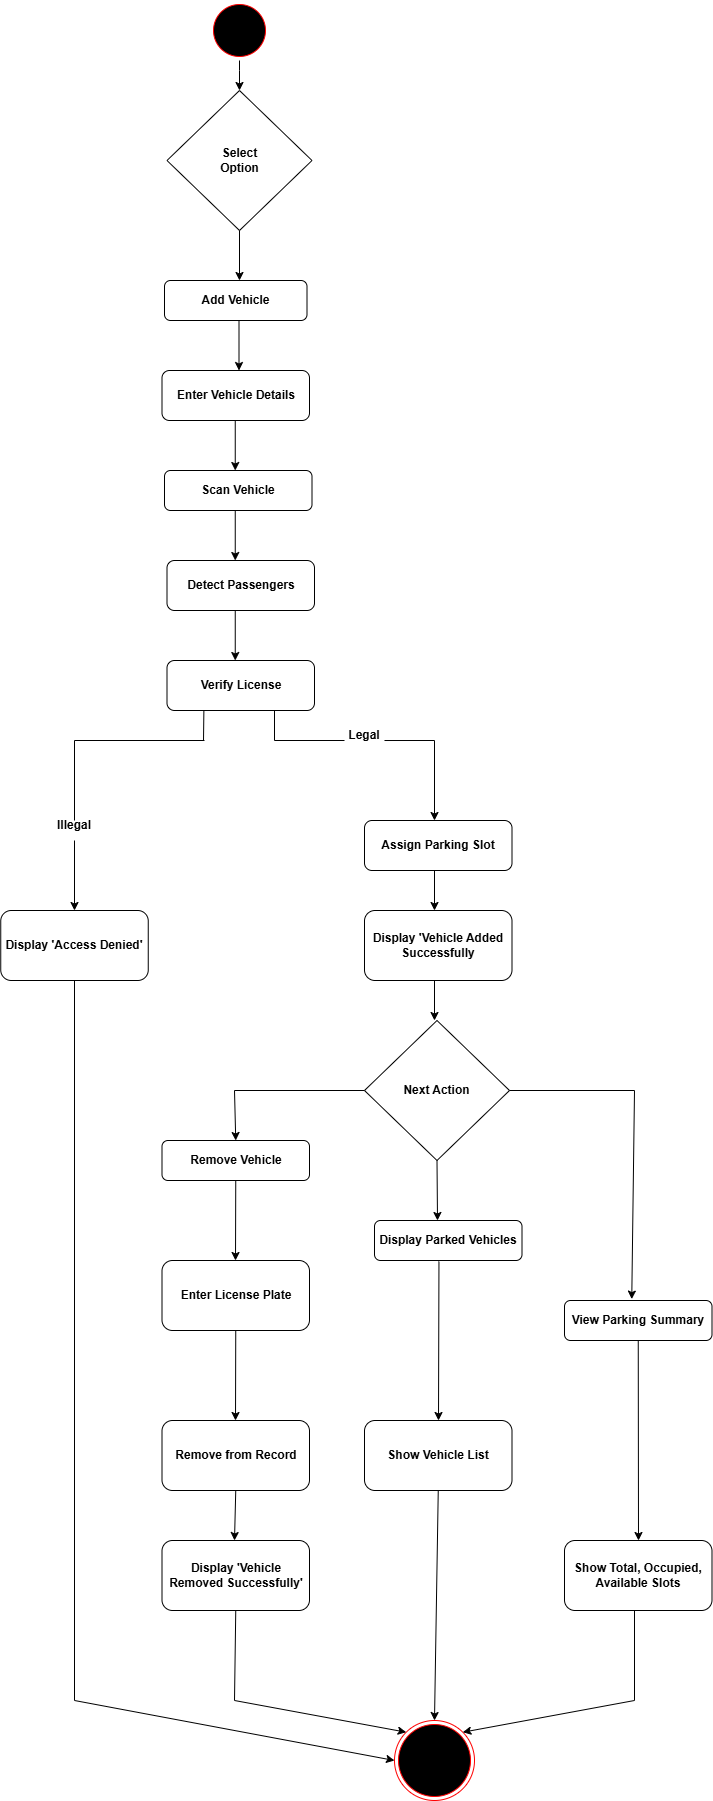 Select
Option
Add Vehicle
Enter Vehicle Details
Scan Vehicle
Detect Passengers
Verify License
Legal
Illegal
Assign Parking Slot
Display 'Access Denied'
Display 'Vehicle Added
Successfully
Next Action
Remove Vehicle
Display Parked Vehicles
Enter License Plate
View Parking Summary
Remove from Record
Show Vehicle List
Display 'Vehicle
Removed Successfully'
Show Total, Occupied,
Available Slots